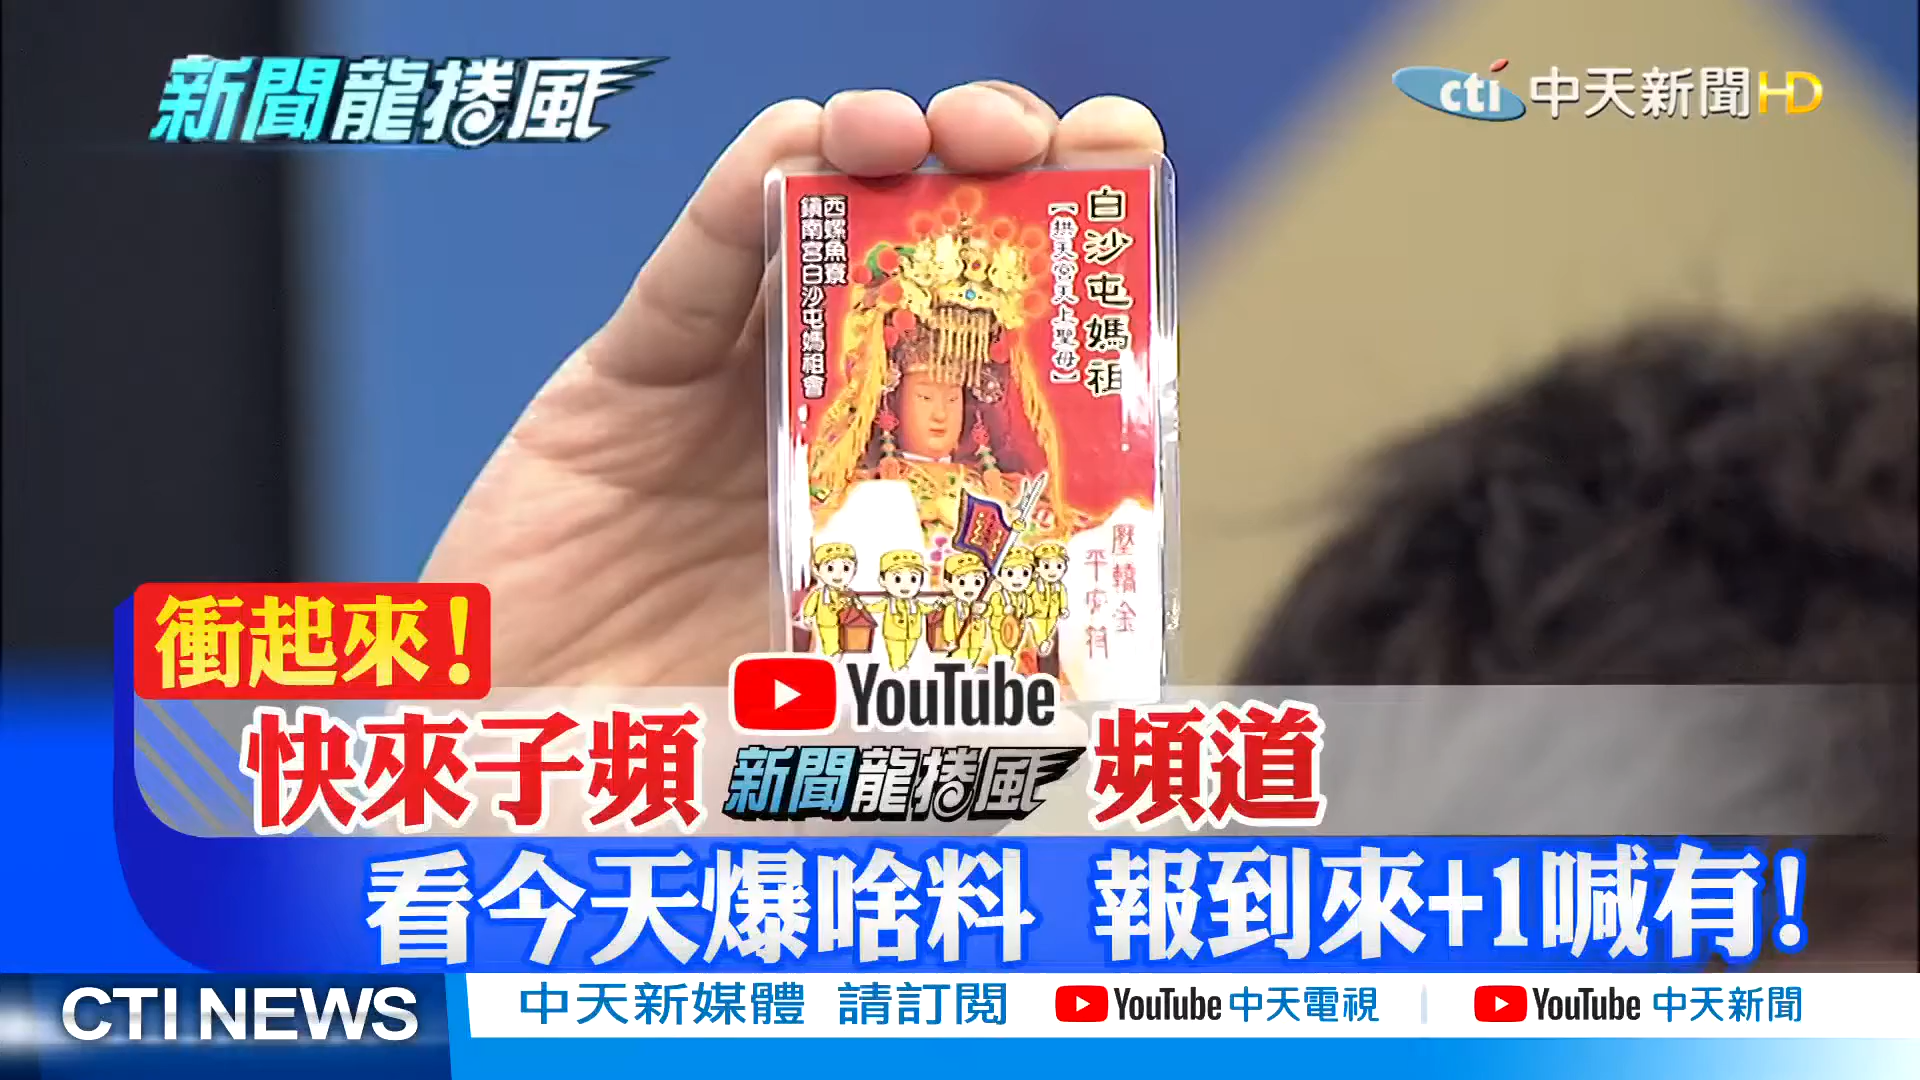 新聞龍捲風
cti 中天新聞HD
白沙屯媽祖
【拱天宮天上聖母】
西螺魚寮
鎮南宮白沙屯媽祖會
壓轎金
平安符
衝起來！
快來子頻 YouTube 新聞龍捲風 頻道
看今天爆啥料 報到來+1喊有！
CTI NEWS
中天新媒體 請訂閱 YouTube 中天電視 YouTube 中天新聞